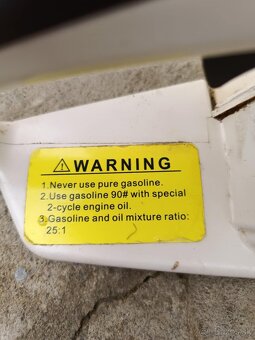 ⚠WARNING
1.Never use pure gasoline.
2.Use gasoline 90# with special
2-cycle engine oil.
3.Gasoline and oil mixture ratio:
25:1